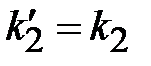 k′₂ = k₂